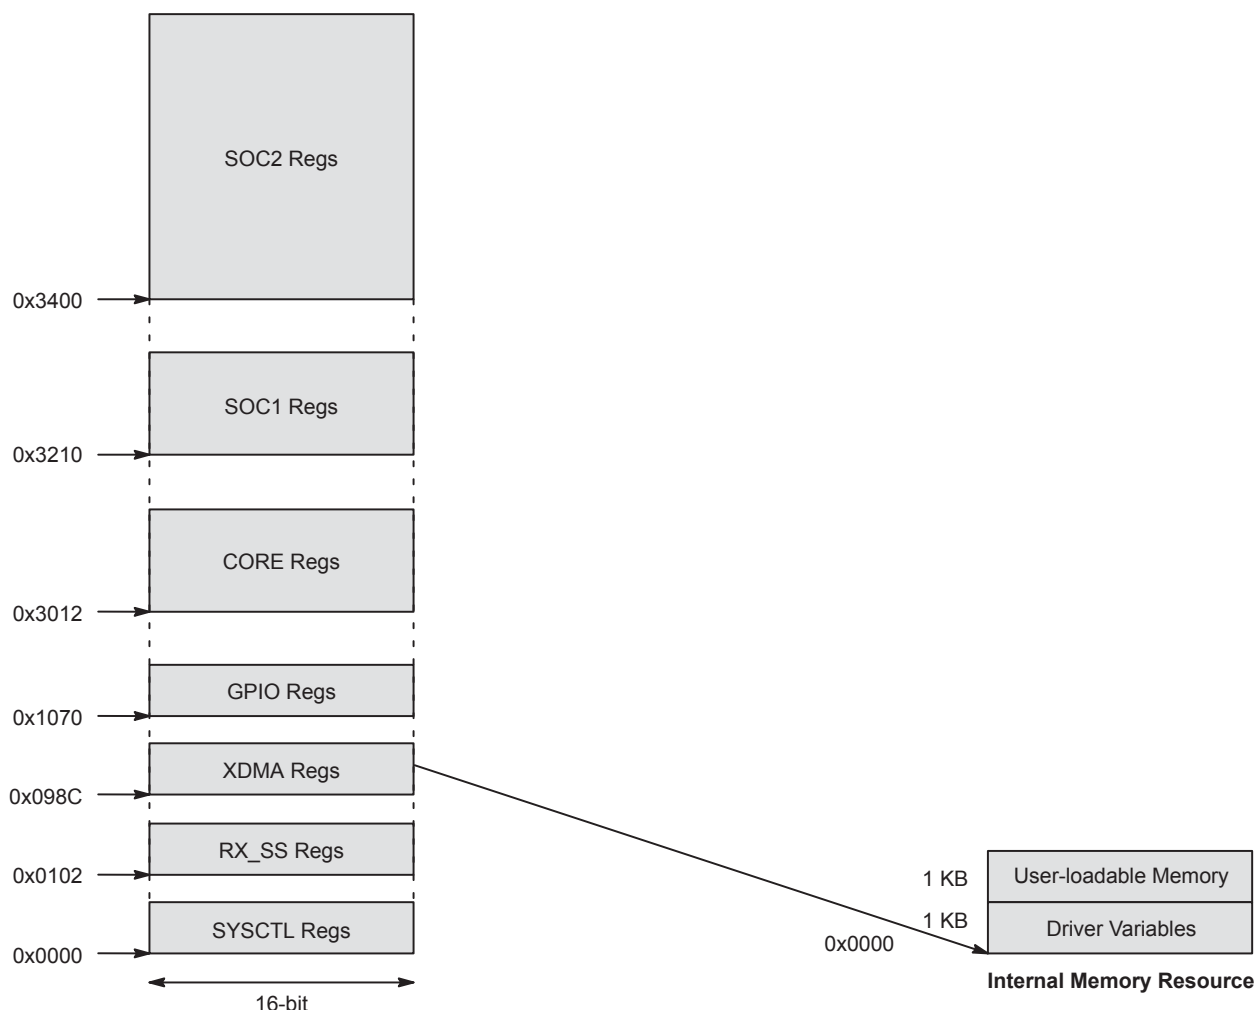 SOC2 Regs
0x3400
SOC1 Regs
0x3210
CORE Regs
0x3012
GPIO Regs
0x1070
XDMA Regs
0x098C
RX_SS Regs
0x0102
SYSCTL Regs
0x0000
16-bit
1 KB
User-loadable Memory
1 KB
Driver Variables
0x0000
Internal Memory Resource